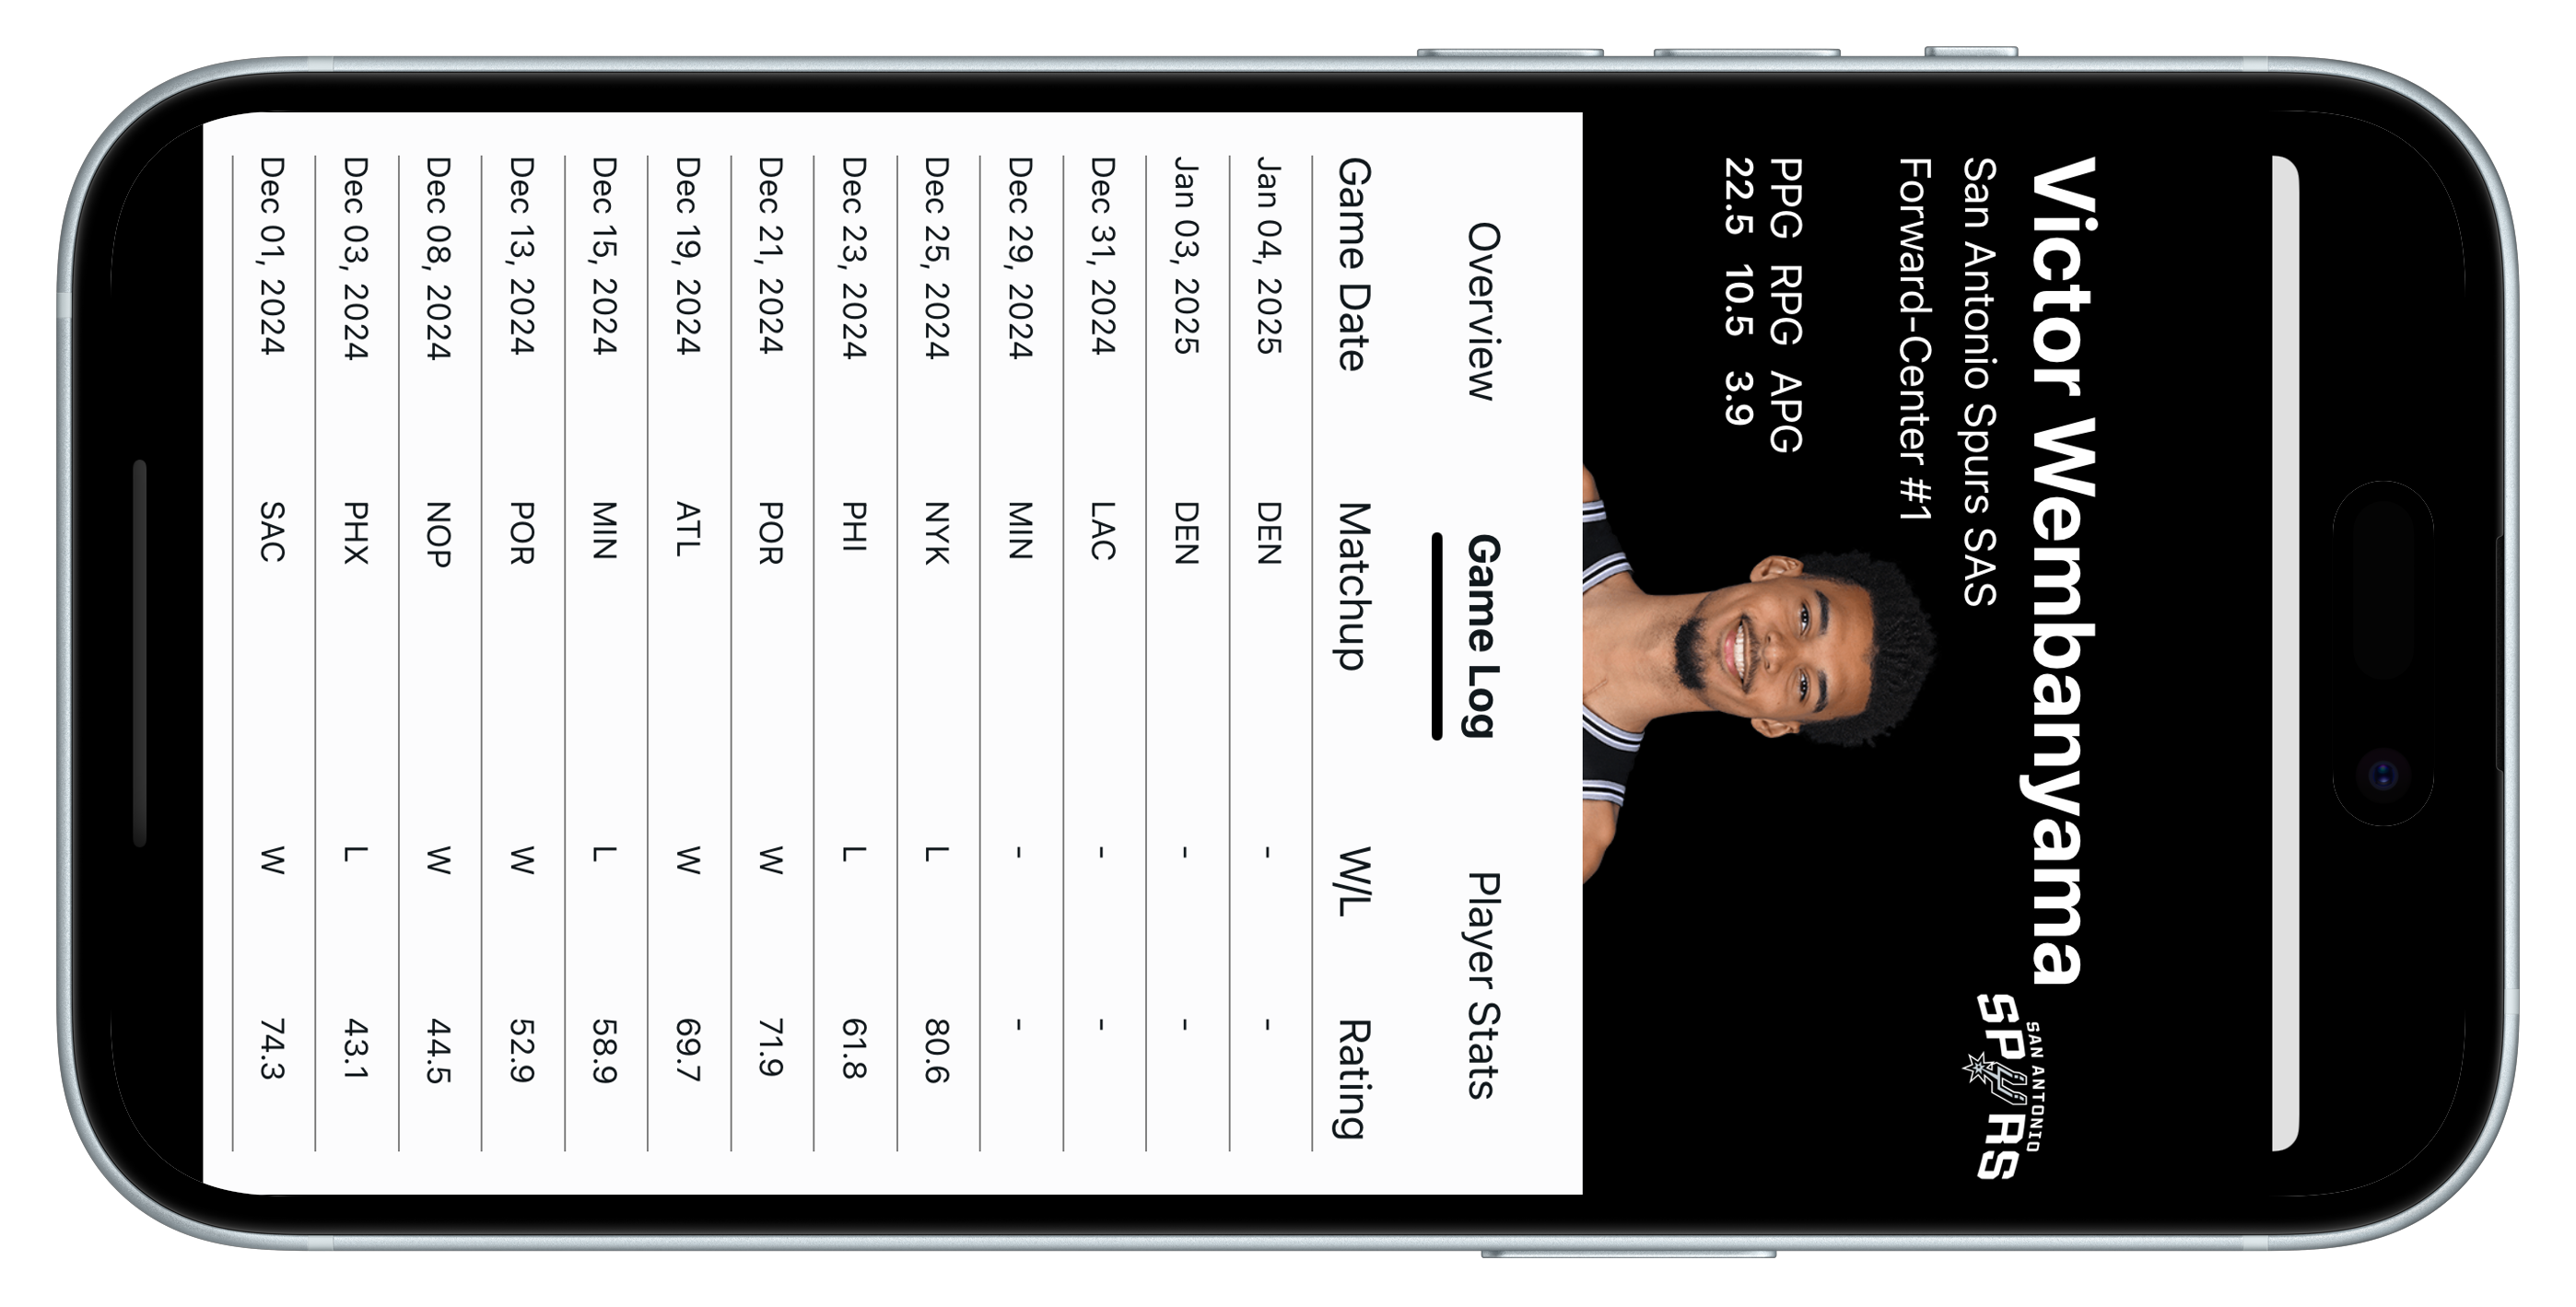 Victor Wembanyama
SAN ANTONIO
SPURS
San Antonio Spurs SAS
Forward-Center #1
PPG RPG APG
22.5 10.5 3.9
Overview Game Log Player Stats
Game Date Matchup W/L Rating
Jan 04, 2025 DEN - -
Jan 03, 2025 DEN - -
Dec 31, 2024 LAC - -
Dec 29, 2024 MIN - -
Dec 25, 2024 NYK L 80.6
Dec 23, 2024 PHI L 61.8
Dec 21, 2024 POR W 71.9
Dec 19, 2024 ATL W 69.7
Dec 15, 2024 MIN L 58.9
Dec 13, 2024 POR W 52.9
Dec 08, 2024 NOP W 44.5
Dec 03, 2024 PHX L 43.1
Dec 01, 2024 SAC W 74.3